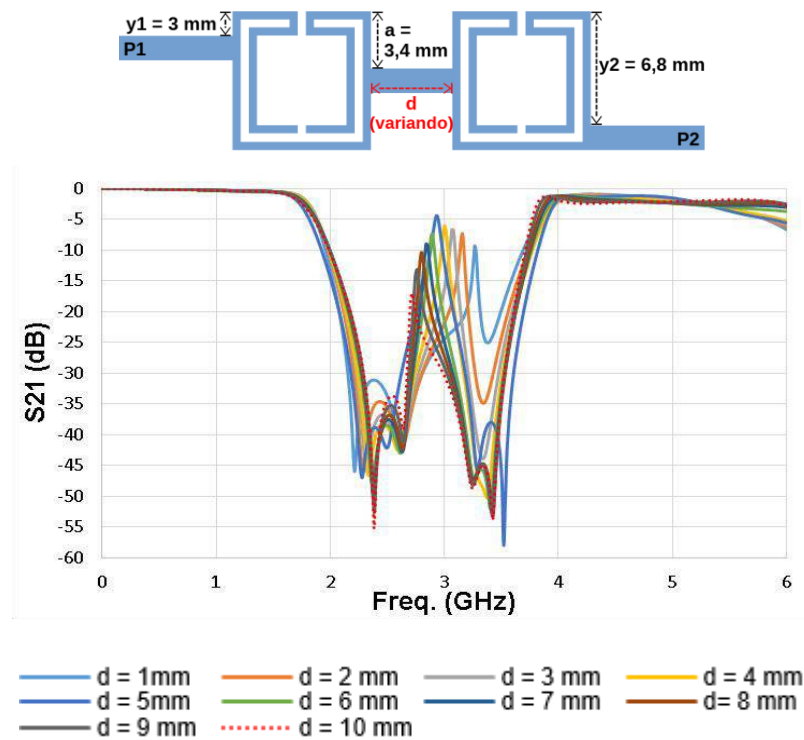 y1 = 3 mm
P1
a =
3,4 mm
y2 = 6,8 mm
d
(variando)
P2
S21 (dB)
0
-5
-10
-15
-20
-25
-30
-35
-40
-45
-50
-55
-60
0 1 2 3 4 5 6
Freq. (GHz)
d = 1mm d = 2 mm d = 3 mm d = 4 mm
d = 5mm d = 6 mm d = 7 mm d= 8 mm
d = 9 mm d = 10 mm